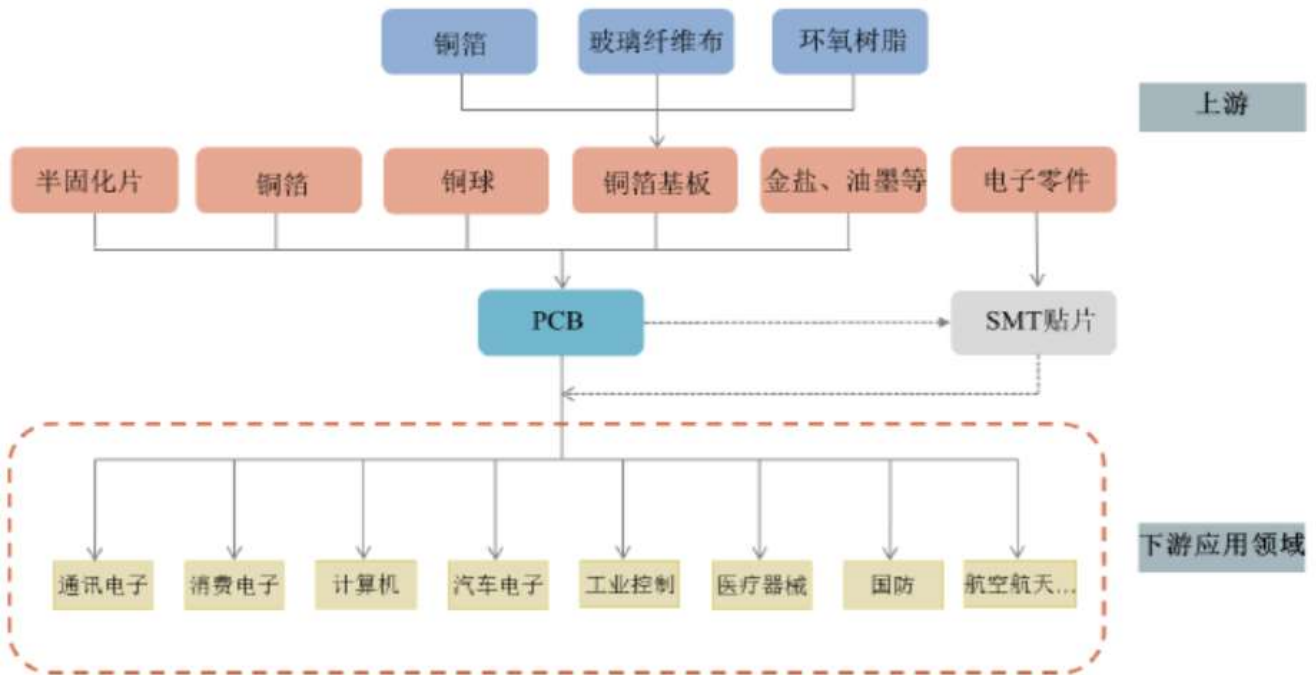 铜箔
玻璃纤维布
环氧树脂
上游
半固化片
铜箔
铜球
铜箔基板
金盐、油墨等
电子零件
PCB
SMT贴片
下游应用领域
通讯电子
消费电子
计算机
汽车电子
工业控制
医疗器械
国防
航空航天...